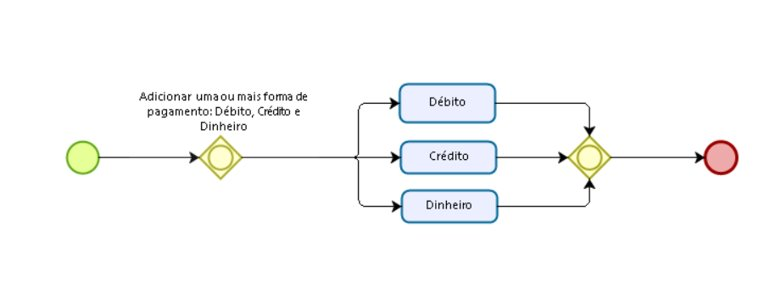 Adicionar uma ou mais forma de
pagamento: Débito, Crédito e
Dinheiro
Débito
Crédito
Dinheiro